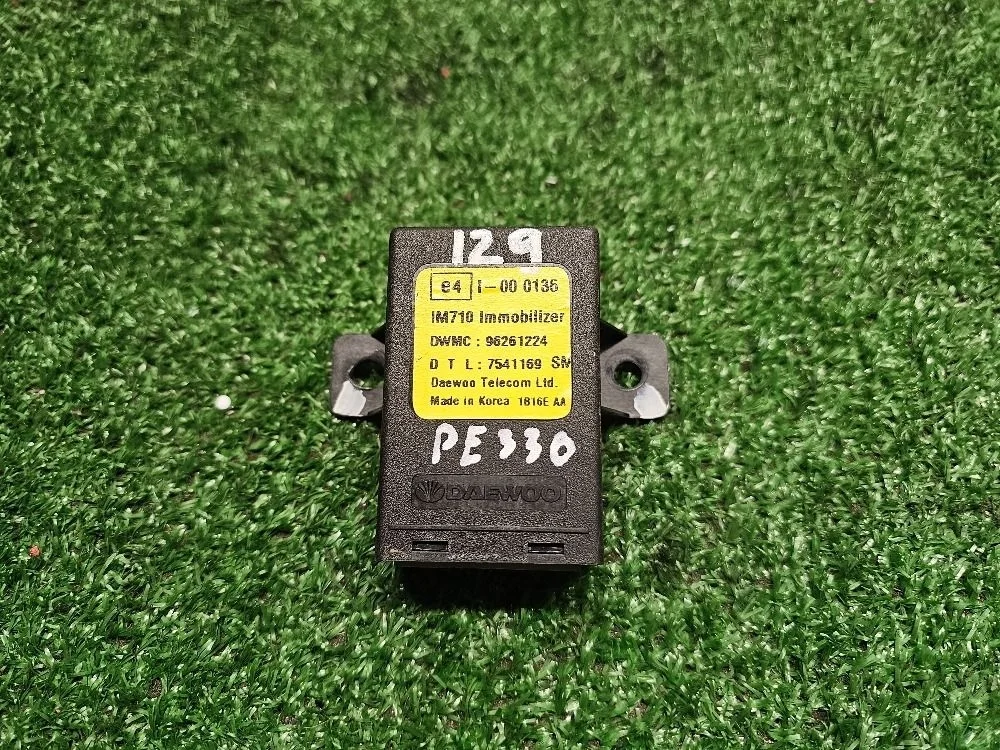 129
e4 i-00 0136
IM710 Immobilizer
DWMC : 96261224
D T L : 7541169 SN
Daewoo Telecom Ltd.
Made in Korea 1816E AA
PE330
DAEWOO